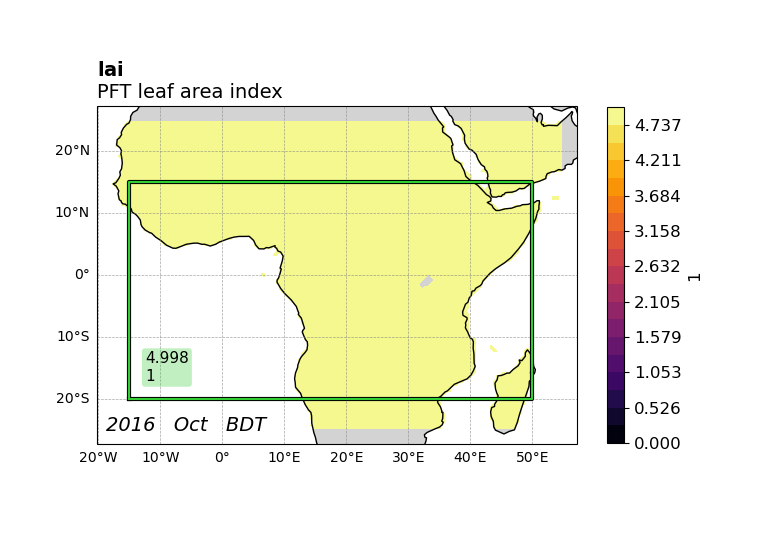 lai
PFT leaf area index
20°N
10°N
0°
10°S
20°S
4.998
1
2016 Oct BDT
20°W
10°W
0°
10°E
20°E
30°E
40°E
50°E
4.737
4.211
3.684
3.158
2.632
2.105
1.579
1.053
0.526
0.000
1